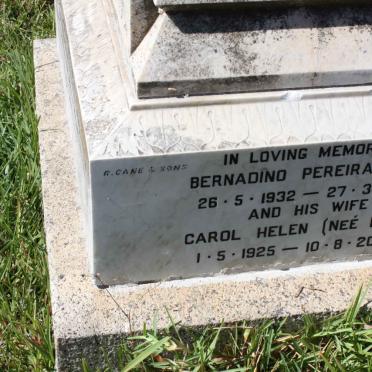 R. CANE & SONS
IN LOVING MEMOR
BERNADINO PEREIRA
26·5·1932 — 27·3
AND HIS WIFE
CAROL HELEN (NEÉ
1·5·1925 — 10·8·20